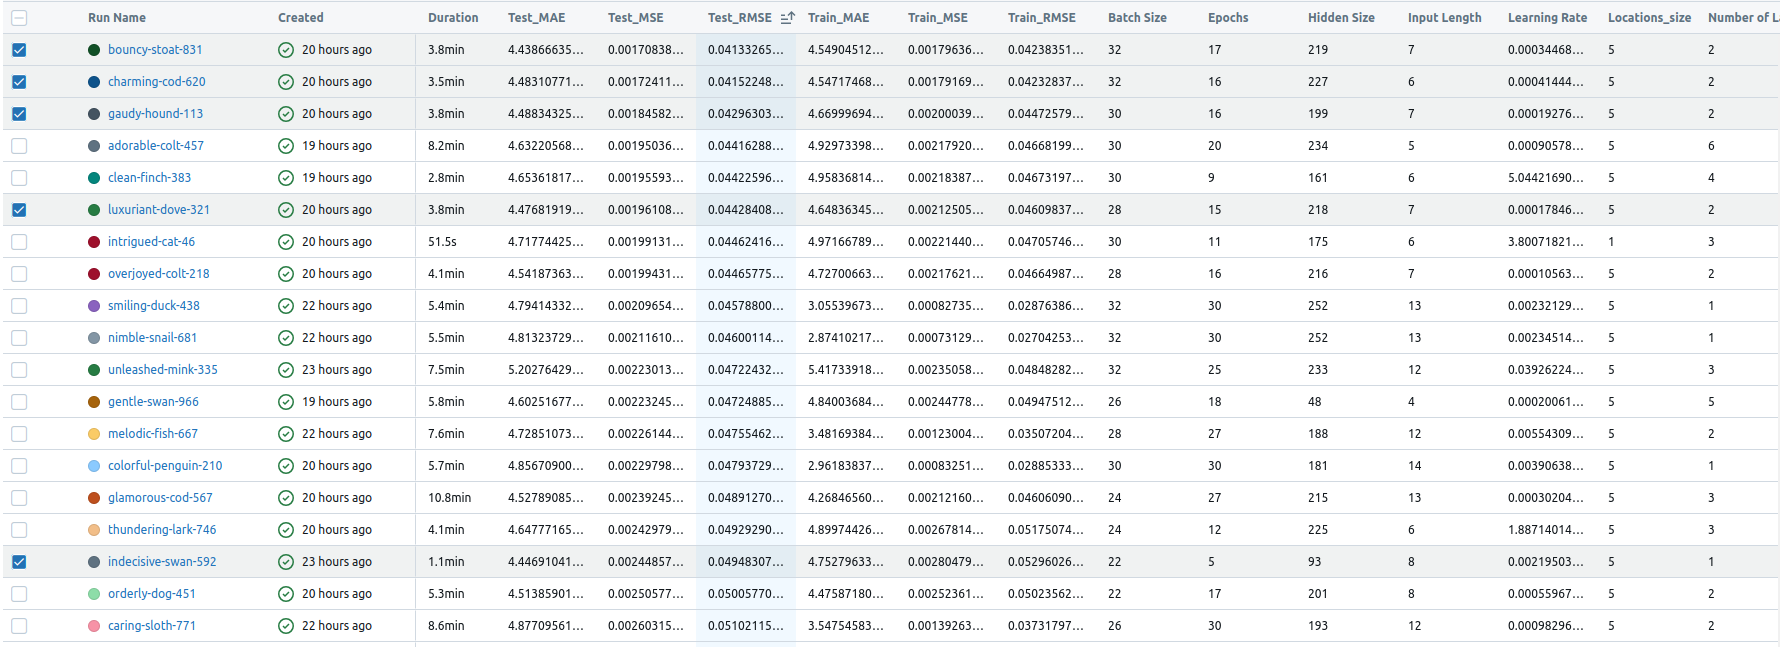 Run Name Created Duration Test_MAE Test_MSE Test_RMSE Train_MAE Train_MSE Train_RMSE Batch Size Epochs Hidden Size Input Length Learning Rate Locations_size Number of L
bouncy-stoat-831 20 hours ago 3.8min 4.43866635... 0.00170838... 0.04133265... 4.54904512... 0.00179636... 0.04238351... 32 17 219 7 0.00034468... 5 2
charming-cod-620 20 hours ago 3.5min 4.48310771... 0.00172411... 0.04152248... 4.54717468... 0.00179169... 0.04232837... 32 16 227 6 0.00041444... 5 2
gaudy-hound-113 20 hours ago 3.8min 4.48834325... 0.00184582... 0.04296303... 4.66999694... 0.00200039... 0.04472579... 30 16 199 7 0.00019276... 5 2
adorable-colt-457 19 hours ago 8.2min 4.63220568... 0.00195036... 0.04416288... 4.92973398... 0.00217920... 0.04668199... 30 20 234 5 0.00090578... 5 6
clean-finch-383 19 hours ago 2.8min 4.65361817... 0.00195593... 0.04422596... 4.95836814... 0.00218387... 0.04673197... 30 9 161 6 5.04421690... 5 4
luxuriant-dove-321 20 hours ago 3.8min 4.47681919... 0.00196108... 0.04428408... 4.64836345... 0.00212505... 0.04609837... 28 15 218 7 0.00017846... 5 2
intrigued-cat-46 20 hours ago 51.5s 4.71774425... 0.00199131... 0.04462416... 4.97166789... 0.00221440... 0.04705746... 30 11 175 6 3.80071821... 1 3
overjoyed-colt-218 20 hours ago 4.1min 4.54187363... 0.00199431... 0.04465775... 4.72700663... 0.00217621... 0.04664987... 28 16 216 7 0.00010563... 5 2
smiling-duck-438 22 hours ago 5.4min 4.79414332... 0.00209654... 0.04578800... 3.05539673... 0.00082735... 0.02876386... 32 30 252 13 0.00232129... 5 1
nimble-snail-681 22 hours ago 5.5min 4.81323729... 0.00211610... 0.04600114... 2.87410217... 0.00073129... 0.02704253... 32 30 252 13 0.00234514... 5 1
unleashed-mink-335 23 hours ago 7.5min 5.20276429... 0.00223013... 0.04722432... 5.41733918... 0.00235058... 0.04848282... 32 25 233 12 0.03926224... 5 3
gentle-swan-966 19 hours ago 5.8min 4.60251677... 0.00223245... 0.04724885... 4.84003684... 0.00244778... 0.04947512... 26 18 48 4 0.00020061... 5 5
melodic-fish-667 22 hours ago 7.6min 4.72851073... 0.00226144... 0.04755462... 3.48169384... 0.00123004... 0.03507204... 28 27 188 12 0.00554309... 5 2
colorful-penguin-210 20 hours ago 5.7min 4.85670900... 0.00229798... 0.04793729... 2.96183837... 0.00083251... 0.02885333... 30 30 181 14 0.00390638... 5 1
glamorous-cod-567 20 hours ago 10.8min 4.52789085... 0.00239245... 0.04891270... 4.26846560... 0.00212160... 0.04606090... 24 27 215 13 0.00030204... 5 3
thundering-lark-746 20 hours ago 4.1min 4.64777165... 0.00242979... 0.04929290... 4.89974426... 0.00267814... 0.05175074... 24 12 225 6 1.88714014... 5 3
indecisive-swan-592 23 hours ago 1.1min 4.44691041... 0.00244857... 0.04948307... 4.75279633... 0.00280479... 0.05296026... 22 5 93 8 0.00219503... 5 1
orderly-dog-451 20 hours ago 5.3min 4.51385901... 0.00250577... 0.05005770... 4.47587180... 0.00252361... 0.05023562... 22 17 201 8 0.00055967... 5 2
caring-sloth-771 22 hours ago 8.6min 4.87709561... 0.00260315... 0.05102115... 3.54754583... 0.00139263... 0.03731797... 26 30 193 12 0.00098296... 5 2